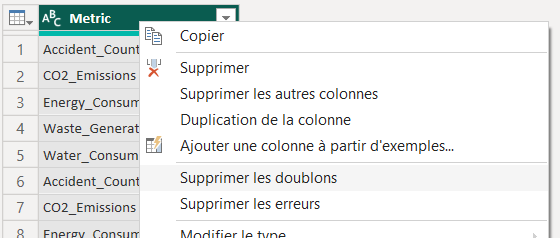 ABC Metric
Copier
1 Accident_Count
2 CO2_Emissions
Supprimer
3 Energy_Consum
Supprimer les autres colonnes
4 Waste_Generat
Duplication de la colonne
5 Water_Consum
Ajouter une colonne à partir d'exemples...
6 Accident_Count
Supprimer les doublons
7 CO2_Emissions
Supprimer les erreurs
8 Energy_Consum
Modifier le type